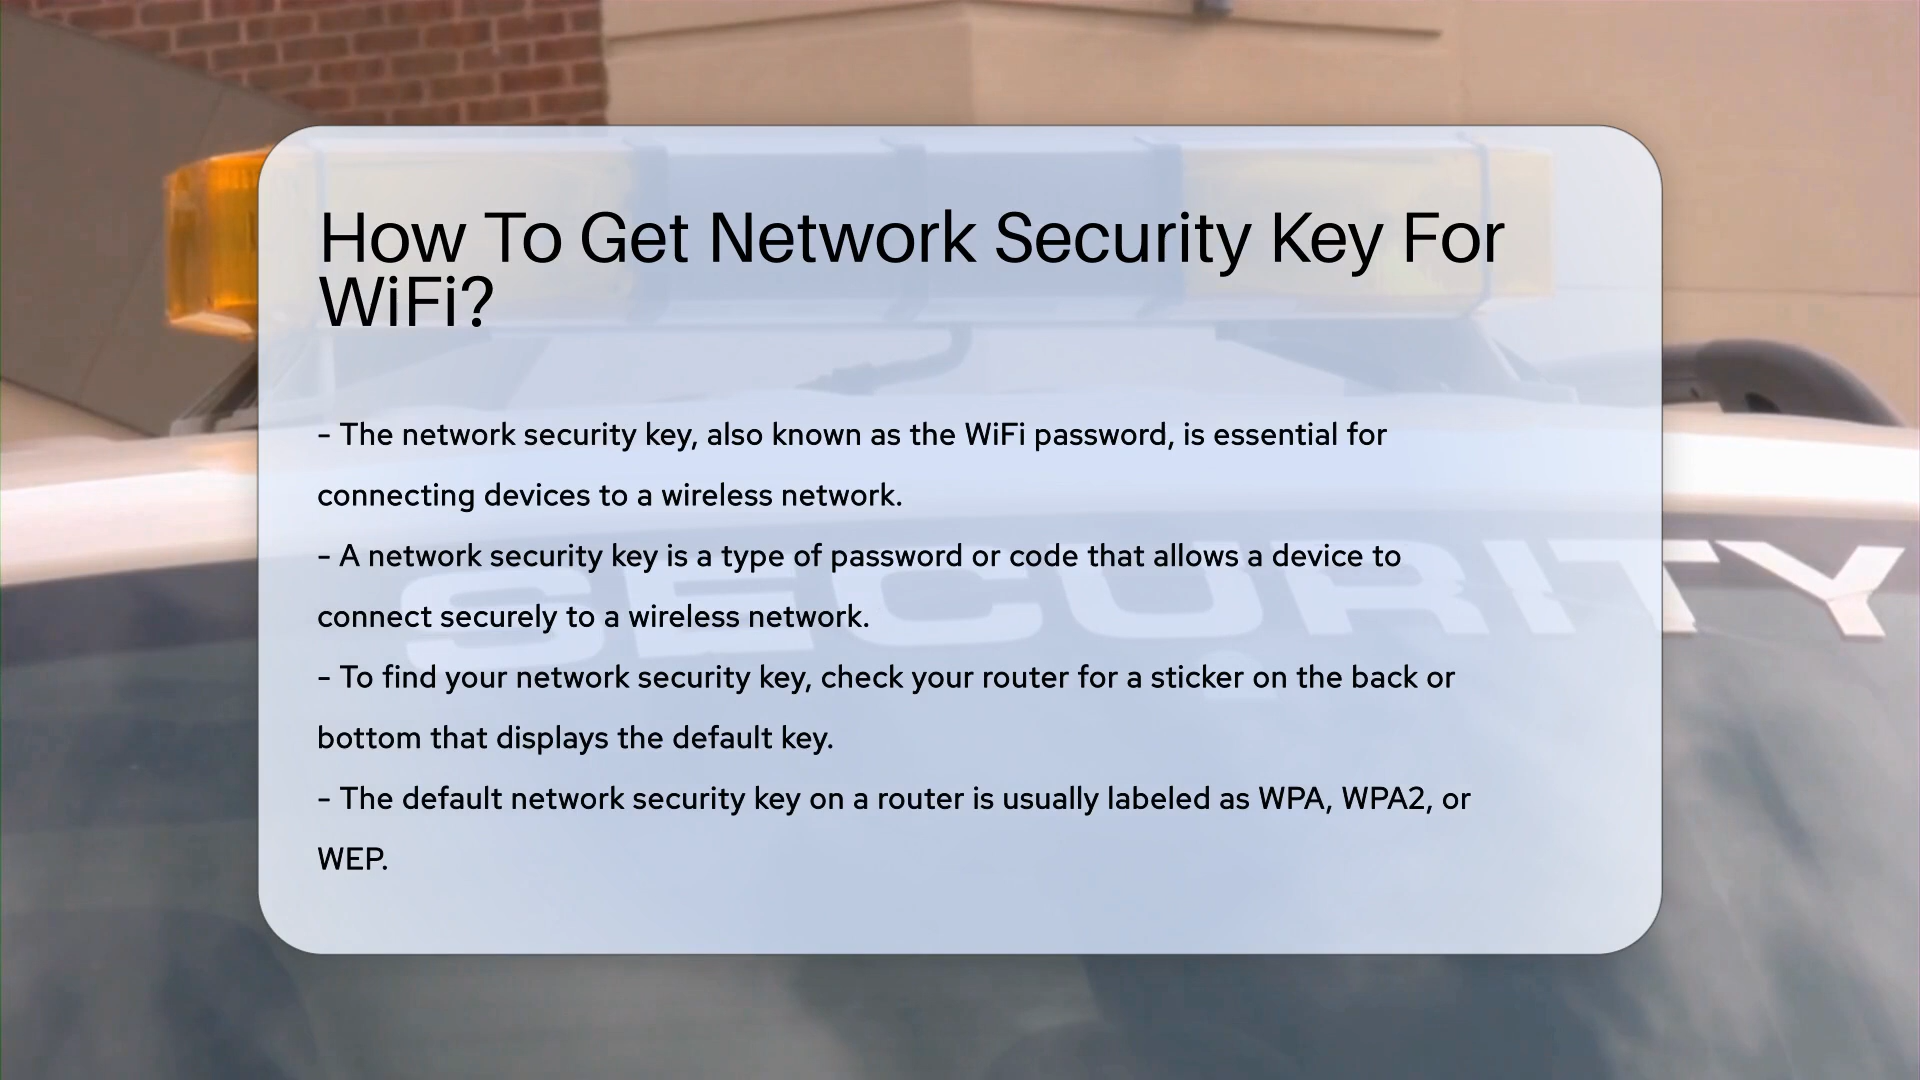 How To Get Network Security Key For
WiFi?
- The network security key, also known as the WiFi password, is essential for
connecting devices to a wireless network.
- A network security key is a type of password or code that allows a device to
connect securely to a wireless network.
- To find your network security key, check your router for a sticker on the back or
bottom that displays the default key.
- The default network security key on a router is usually labeled as WPA, WPA2, or
WEP.
SECURITY